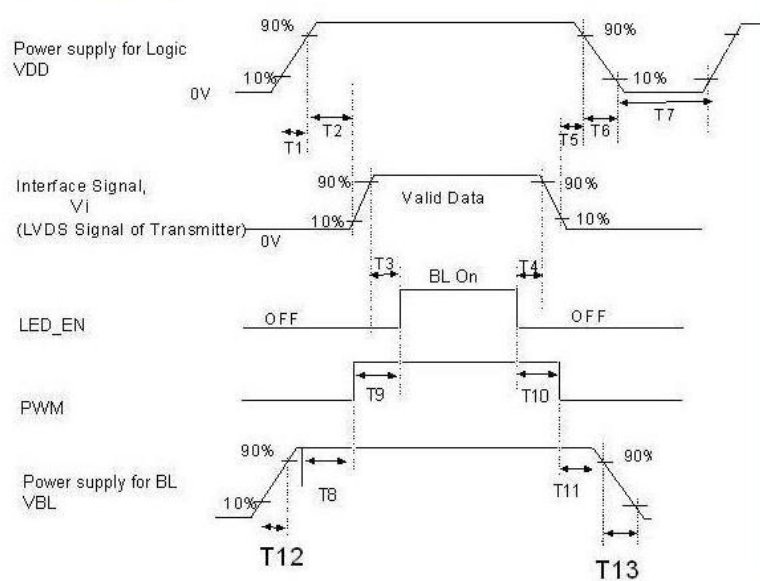 90%
90%
Power supply for Logic
VDD
10%
10%
0V
T1
T2
T5
T6
T7
Interface Signal,
Vi
(LVDS Signal of Transmitter)
90%
Valid Data
90%
10%
10%
0V
T3
BL On
T4
LED_EN
OFF
OFF
T9
T10
PWM
90%
90%
Power supply for BL
VBL
10%
T8
T11
T12
T13